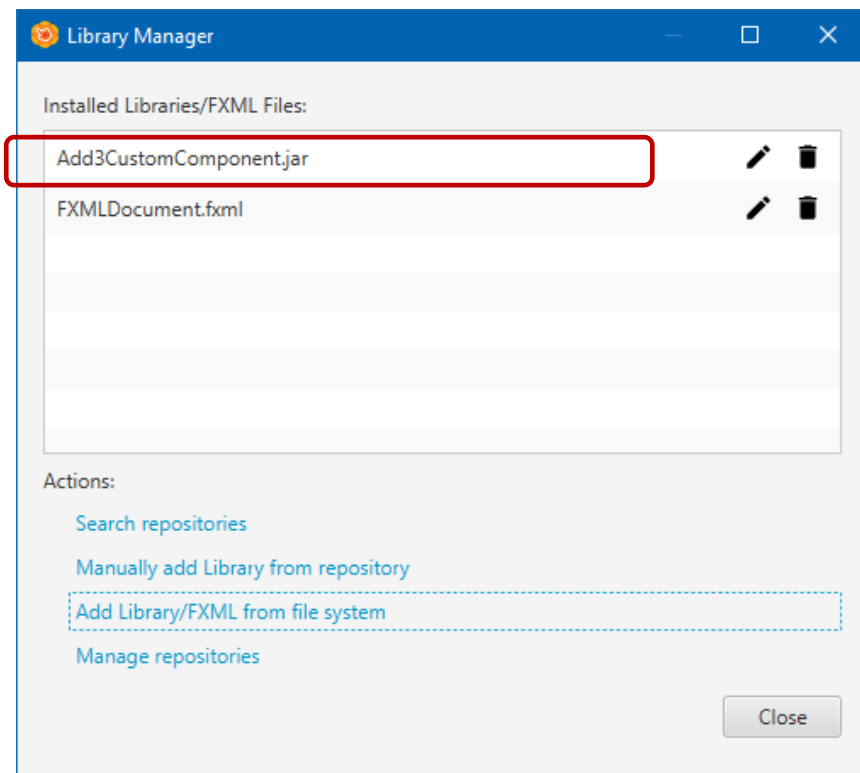 Library Manager
Installed Libraries/FXML Files:
Add3CustomComponent.jar
FXMLDocument.fxml
Actions:
Search repositories
Manually add Library from repository
Add Library/FXML from file system
Manage repositories
Close